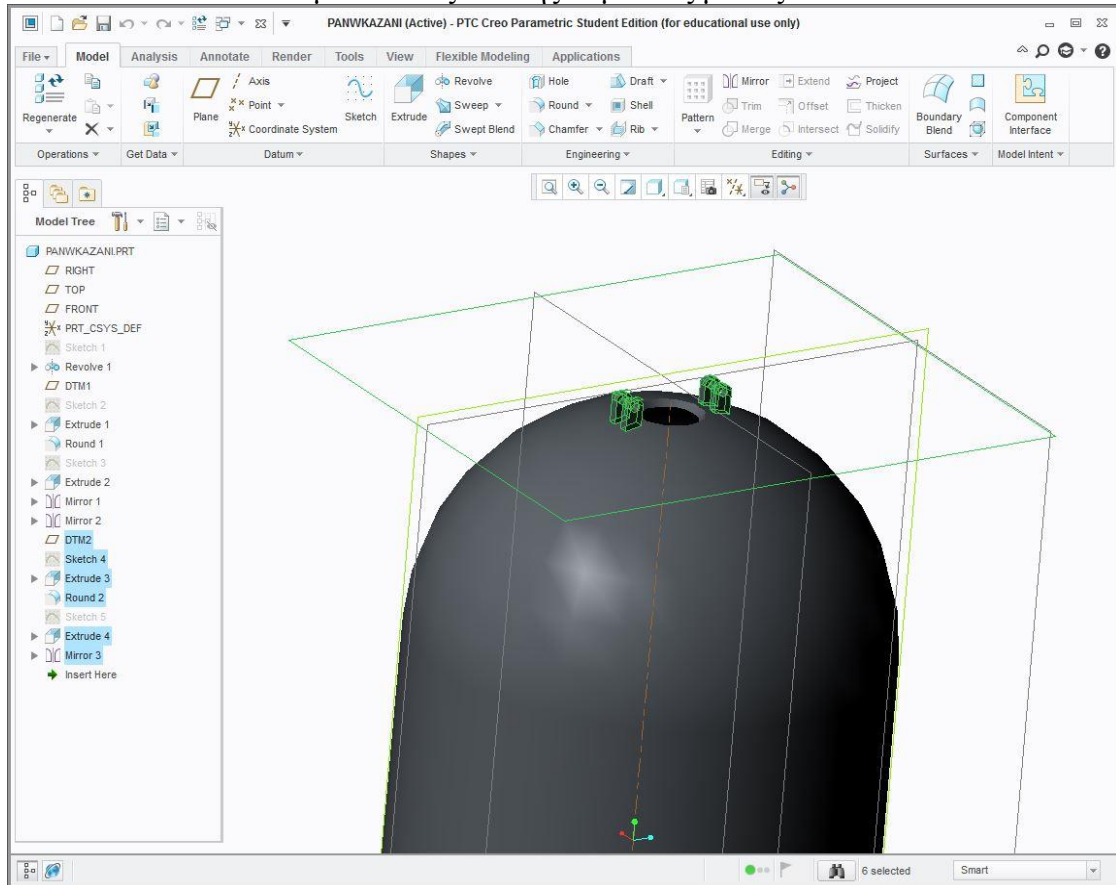 PANWKAZANI (Active) - PTC Creo Parametric Student Edition (for educational use only)
File Model Analysis Annotate Render Tools View Flexible Modeling Applications
Regenerate
Operations
Get Data
Plane
Axis
Point
Coordinate System
Sketch
Datum
Extrude
Revolve
Sweep
Swept Blend
Shapes
Hole
Round
Chamfer
Draft
Shell
Rib
Engineering
Pattern
Mirror
Trim
Merge
Extend
Offset
Intersect
Project
Thicken
Solidify
Editing
Boundary
Blend
Surfaces
Component
Interface
Model Intent
Model Tree
PANWKAZANI.PRT
RIGHT
TOP
FRONT
PRT_CSYS_DEF
Sketch 1
Revolve 1
DTM1
Sketch 2
Extrude 1
Round 1
Sketch 3
Extrude 2
Mirror 1
Mirror 2
DTM2
Sketch 4
Extrude 3
Round 2
Sketch 5
Extrude 4
Mirror 3
Insert Here
6 selected
Smart